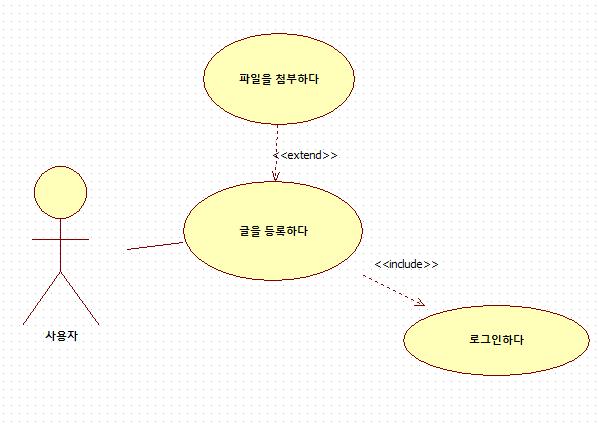 파일을 첨부하다
<<extend>>
글을 등록하다
<<include>>
사용자
로그인하다